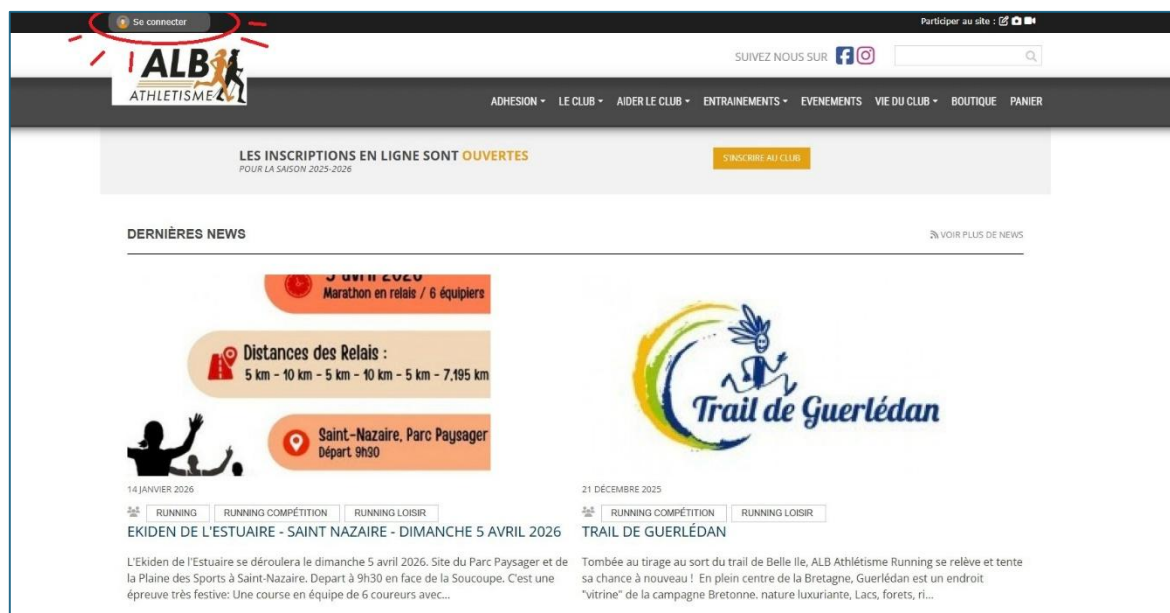 Se connecter
Participer au site :
SUIVEZ NOUS SUR
ALB
ATHLETISME
ADHESION LE CLUB AIDER LE CLUB ENTRAINEMENTS EVENEMENTS VIE DU CLUB BOUTIQUE PANIER
LES INSCRIPTIONS EN LIGNE SONT OUVERTES
POUR LA SAISON 2025-2026
S'INSCRIRE AU CLUB
DERNIÈRES NEWS
VOIR PLUS DE NEWS
5 avril 2026
Marathon en relais / 6 équipiers
Distances des Relais :
5 km - 10 km - 5 km - 10 km - 5 km - 7,195 km
Saint-Nazaire, Parc Paysager
Départ 9h30
Trail de Guerlédan
14 JANVIER 2026
RUNNING RUNNING COMPÉTITION RUNNING LOISIR
EKIDEN DE L'ESTUAIRE - SAINT NAZAIRE - DIMANCHE 5 AVRIL 2026
L'Ekiden de l'Estuaire se déroulera le dimanche 5 avril 2026. Site du Parc Paysager et de
la Plaine des Sports à Saint-Nazaire. Depart à 9h30 en face de la Soucoupe. C'est une
épreuve très festive: Une course en équipe de 6 coureurs avec...
21 DÉCEMBRE 2025
RUNNING COMPÉTITION RUNNING LOISIR
TRAIL DE GUERLÉDAN
Tombée au tirage au sort du trail de Belle Ile, ALB Athlétisme Running se relève et tente
sa chance à nouveau ! En plein centre de la Bretagne, Guerlédan est un endroit
"vitrine" de la campagne Bretonne. nature luxuriante, Lacs, forets, ri...